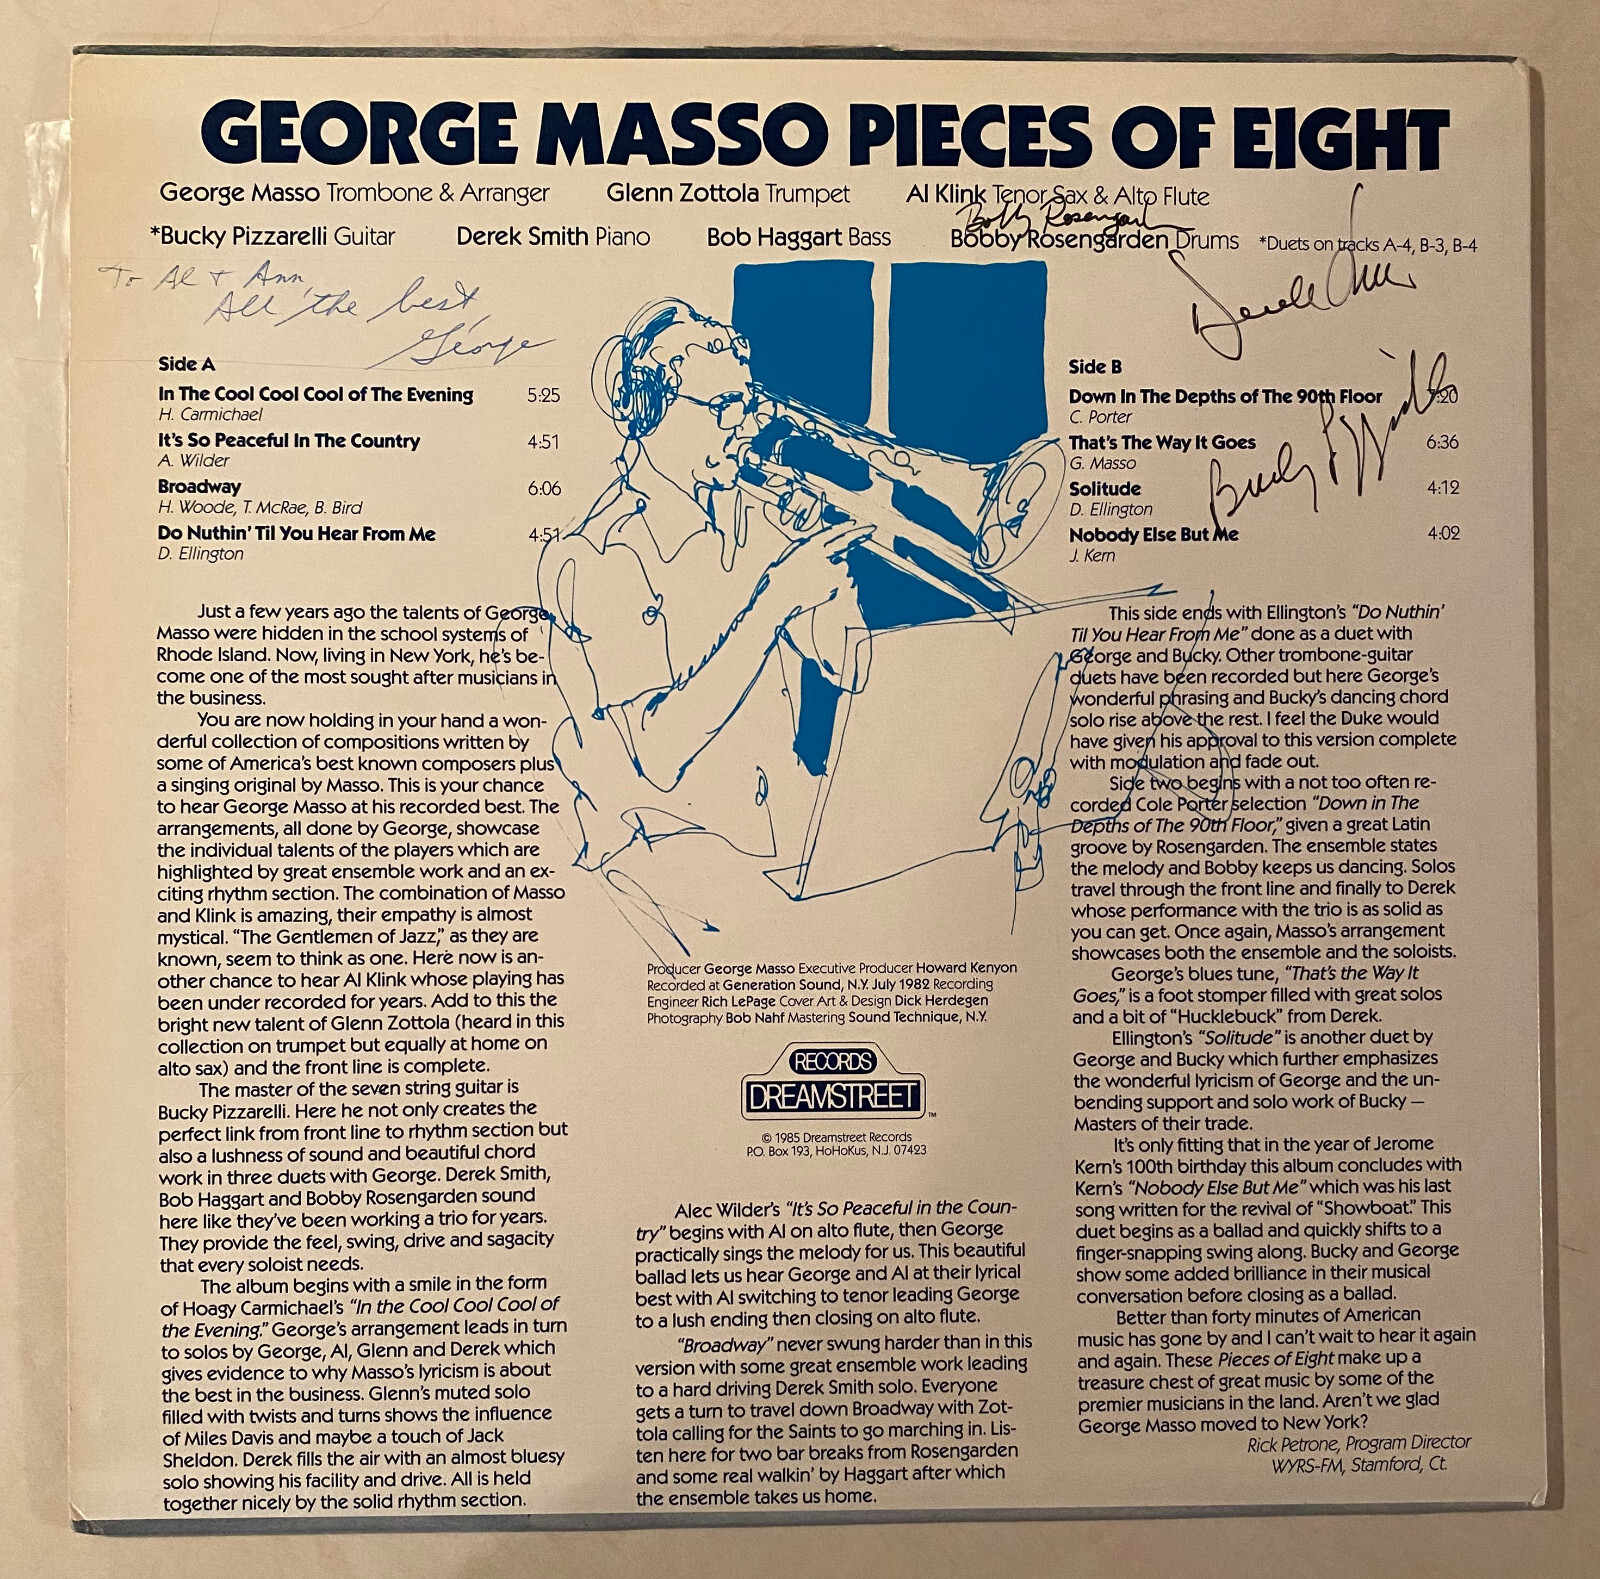 GEORGE MASSO PIECES OF EIGHT
George Masso Trombone & Arranger Glenn Zottola Trumpet Al Klink Tenor Sax & Alto Flute
Bobby Rosengarden
*Bucky Pizzarelli Guitar Derek Smith Piano Bob Haggart Bass Bobby Rosengarden Drums *Duets on tracks A-4, B-3, B-4
To Al & Ann,
All the best
George
Derek Smith
Bucky Pizzarelli
Side A
In The Cool Cool Cool of The Evening 5:25
H. Carmichael
It's So Peaceful In The Country 4:51
A. Wilder
Broadway 6:06
H. Woode, T. McRae, B. Bird
Do Nuthin' Til You Hear From Me 4:51
D. Ellington
Side B
Down In The Depths of The 90th Floor :20
C. Porter
That's The Way It Goes 6:36
G. Masso
Solitude 4:12
D. Ellington
Nobody Else But Me 4:02
J. Kern
Just a few years ago the talents of George
Masso were hidden in the school systems of
Rhode Island. Now, living in New York, he's be-
come one of the most sought after musicians in
the business.
You are now holding in your hand a won-
derful collection of compositions written by
some of America's best known composers plus
a singing original by Masso. This is your chance
to hear George Masso at his recorded best. The
arrangements, all done by George, showcase
the individual talents of the players which are
highlighted by great ensemble work and an ex-
citing rhythm section. The combination of Masso
and Klink is amazing, their empathy is almost
mystical. "The Gentlemen of Jazz," as they are
known, seem to think as one. Here now is an-
other chance to hear Al Klink whose playing has
been under recorded for years. Add to this the
bright new talent of Glenn Zottola (heard in this
collection on trumpet but equally at home on
alto sax) and the front line is complete.
The master of the seven string guitar is
Bucky Pizzarelli. Here he not only creates the
perfect link from front line to rhythm section but
also a lushness of sound and beautiful chord
work in three duets with George. Derek Smith,
Bob Haggart and Bobby Rosengarden sound
here like they've been working a trio for years.
They provide the feel, swing, drive and sagacity
that every soloist needs.
The album begins with a smile in the form
of Hoagy Carmichael's "In the Cool Cool Cool of
the Evening." George's arrangement leads in turn
to solos by George, Al, Glenn and Derek which
gives evidence to why Masso's lyricism is about
the best in the business. Glenn's muted solo
filled with twists and turns shows the influence
of Miles Davis and maybe a touch of Jack
Sheldon. Derek fills the air with an almost bluesy
solo showing his facility and drive. All is held
together nicely by the solid rhythm section.
Producer George Masso Executive Producer Howard Kenyon
Recorded at Generation Sound, N.Y. July 1982 Recording
Engineer Rich LePage Cover Art & Design Dick Herdegen
Photography Bob Nahf Mastering Sound Technique, N.Y.
RECORDS
DREAMSTREET™
© 1985 Dreamstreet Records
P.O. Box 193, HoHoKus, N.J. 07423
Alec Wilder's "It's So Peaceful in the Coun-
try" begins with Al on alto flute, then George
practically sings the melody for us. This beautiful
ballad lets us hear George and Al at their lyrical
best with Al switching to tenor leading George
to a lush ending then closing on alto flute.
"Broadway" never swung harder than in this
version with some great ensemble work leading
to a hard driving Derek Smith solo. Everyone
gets a turn to travel down Broadway with Zot-
tola calling for the Saints to go marching in. Lis-
ten here for two bar breaks from Rosengarden
and some real walkin' by Haggart after which
the ensemble takes us home.
This side ends with Ellington's "Do Nuthin'
Til You Hear From Me" done as a duet with
George and Bucky. Other trombone-guitar
duets have been recorded but here George's
wonderful phrasing and Bucky's dancing chord
solo rise above the rest. I feel the Duke would
have given his approval to this version complete
with modulation and fade out.
Side two begins with a not too often re-
corded Cole Porter selection "Down in The
Depths of The 90th Floor," given a great Latin
groove by Rosengarden. The ensemble states
the melody and Bobby keeps us dancing. Solos
travel through the front line and finally to Derek
whose performance with the trio is as solid as
you can get. Once again, Masso's arrangement
showcases both the ensemble and the soloists.
George's blues tune, "That's the Way It
Goes," is a foot stomper filled with great solos
and a bit of "Hucklebuck" from Derek.
Ellington's "Solitude" is another duet by
George and Bucky which further emphasizes
the wonderful lyricism of George and the un-
bending support and solo work of Bucky —
Masters of their trade.
It's only fitting that in the year of Jerome
Kern's 100th birthday this album concludes with
Kern's "Nobody Else But Me" which was his last
song written for the revival of "Showboat." This
duet begins as a ballad and quickly shifts to a
finger-snapping swing along. Bucky and George
show some added brilliance in their musical
conversation before closing as a ballad.
Better than forty minutes of American
music has gone by and I can't wait to hear it again
and again. These Pieces of Eight make up a
treasure chest of great music by some of the
premier musicians in the land. Aren't we glad
George Masso moved to New York?
Rick Petrone, Program Director
WYRS-FM, Stamford, Ct.